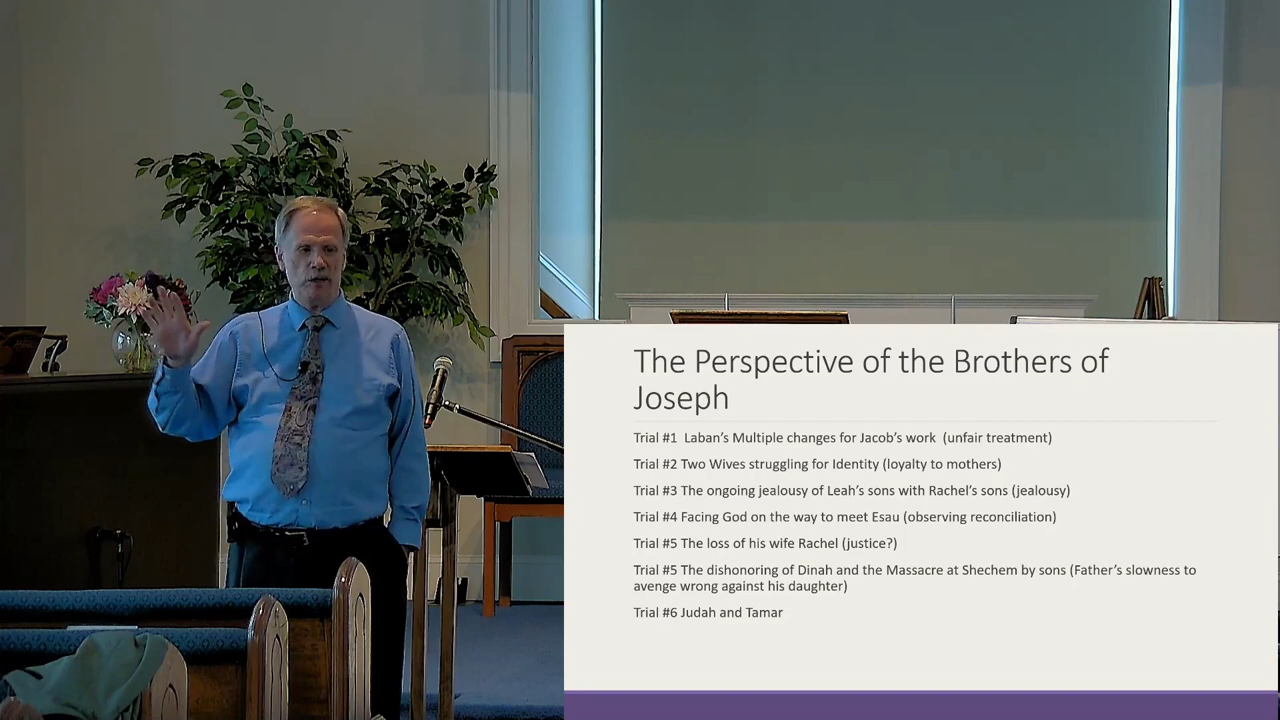 The Perspective of the Brothers of
Joseph
Trial #1  Laban's Multiple changes for Jacob's work  (unfair treatment)
Trial #2 Two Wives struggling for Identity (loyalty to mothers)
Trial #3 The ongoing jealousy of Leah's sons with Rachel's sons (jealousy)
Trial #4 Facing God on the way to meet Esau (observing reconciliation)
Trial #5 The loss of his wife Rachel (justice?)
Trial #5 The dishonoring of Dinah and the Massacre at Shechem by sons (Father's slowness to
avenge wrong against his daughter)
Trial #6 Judah and Tamar